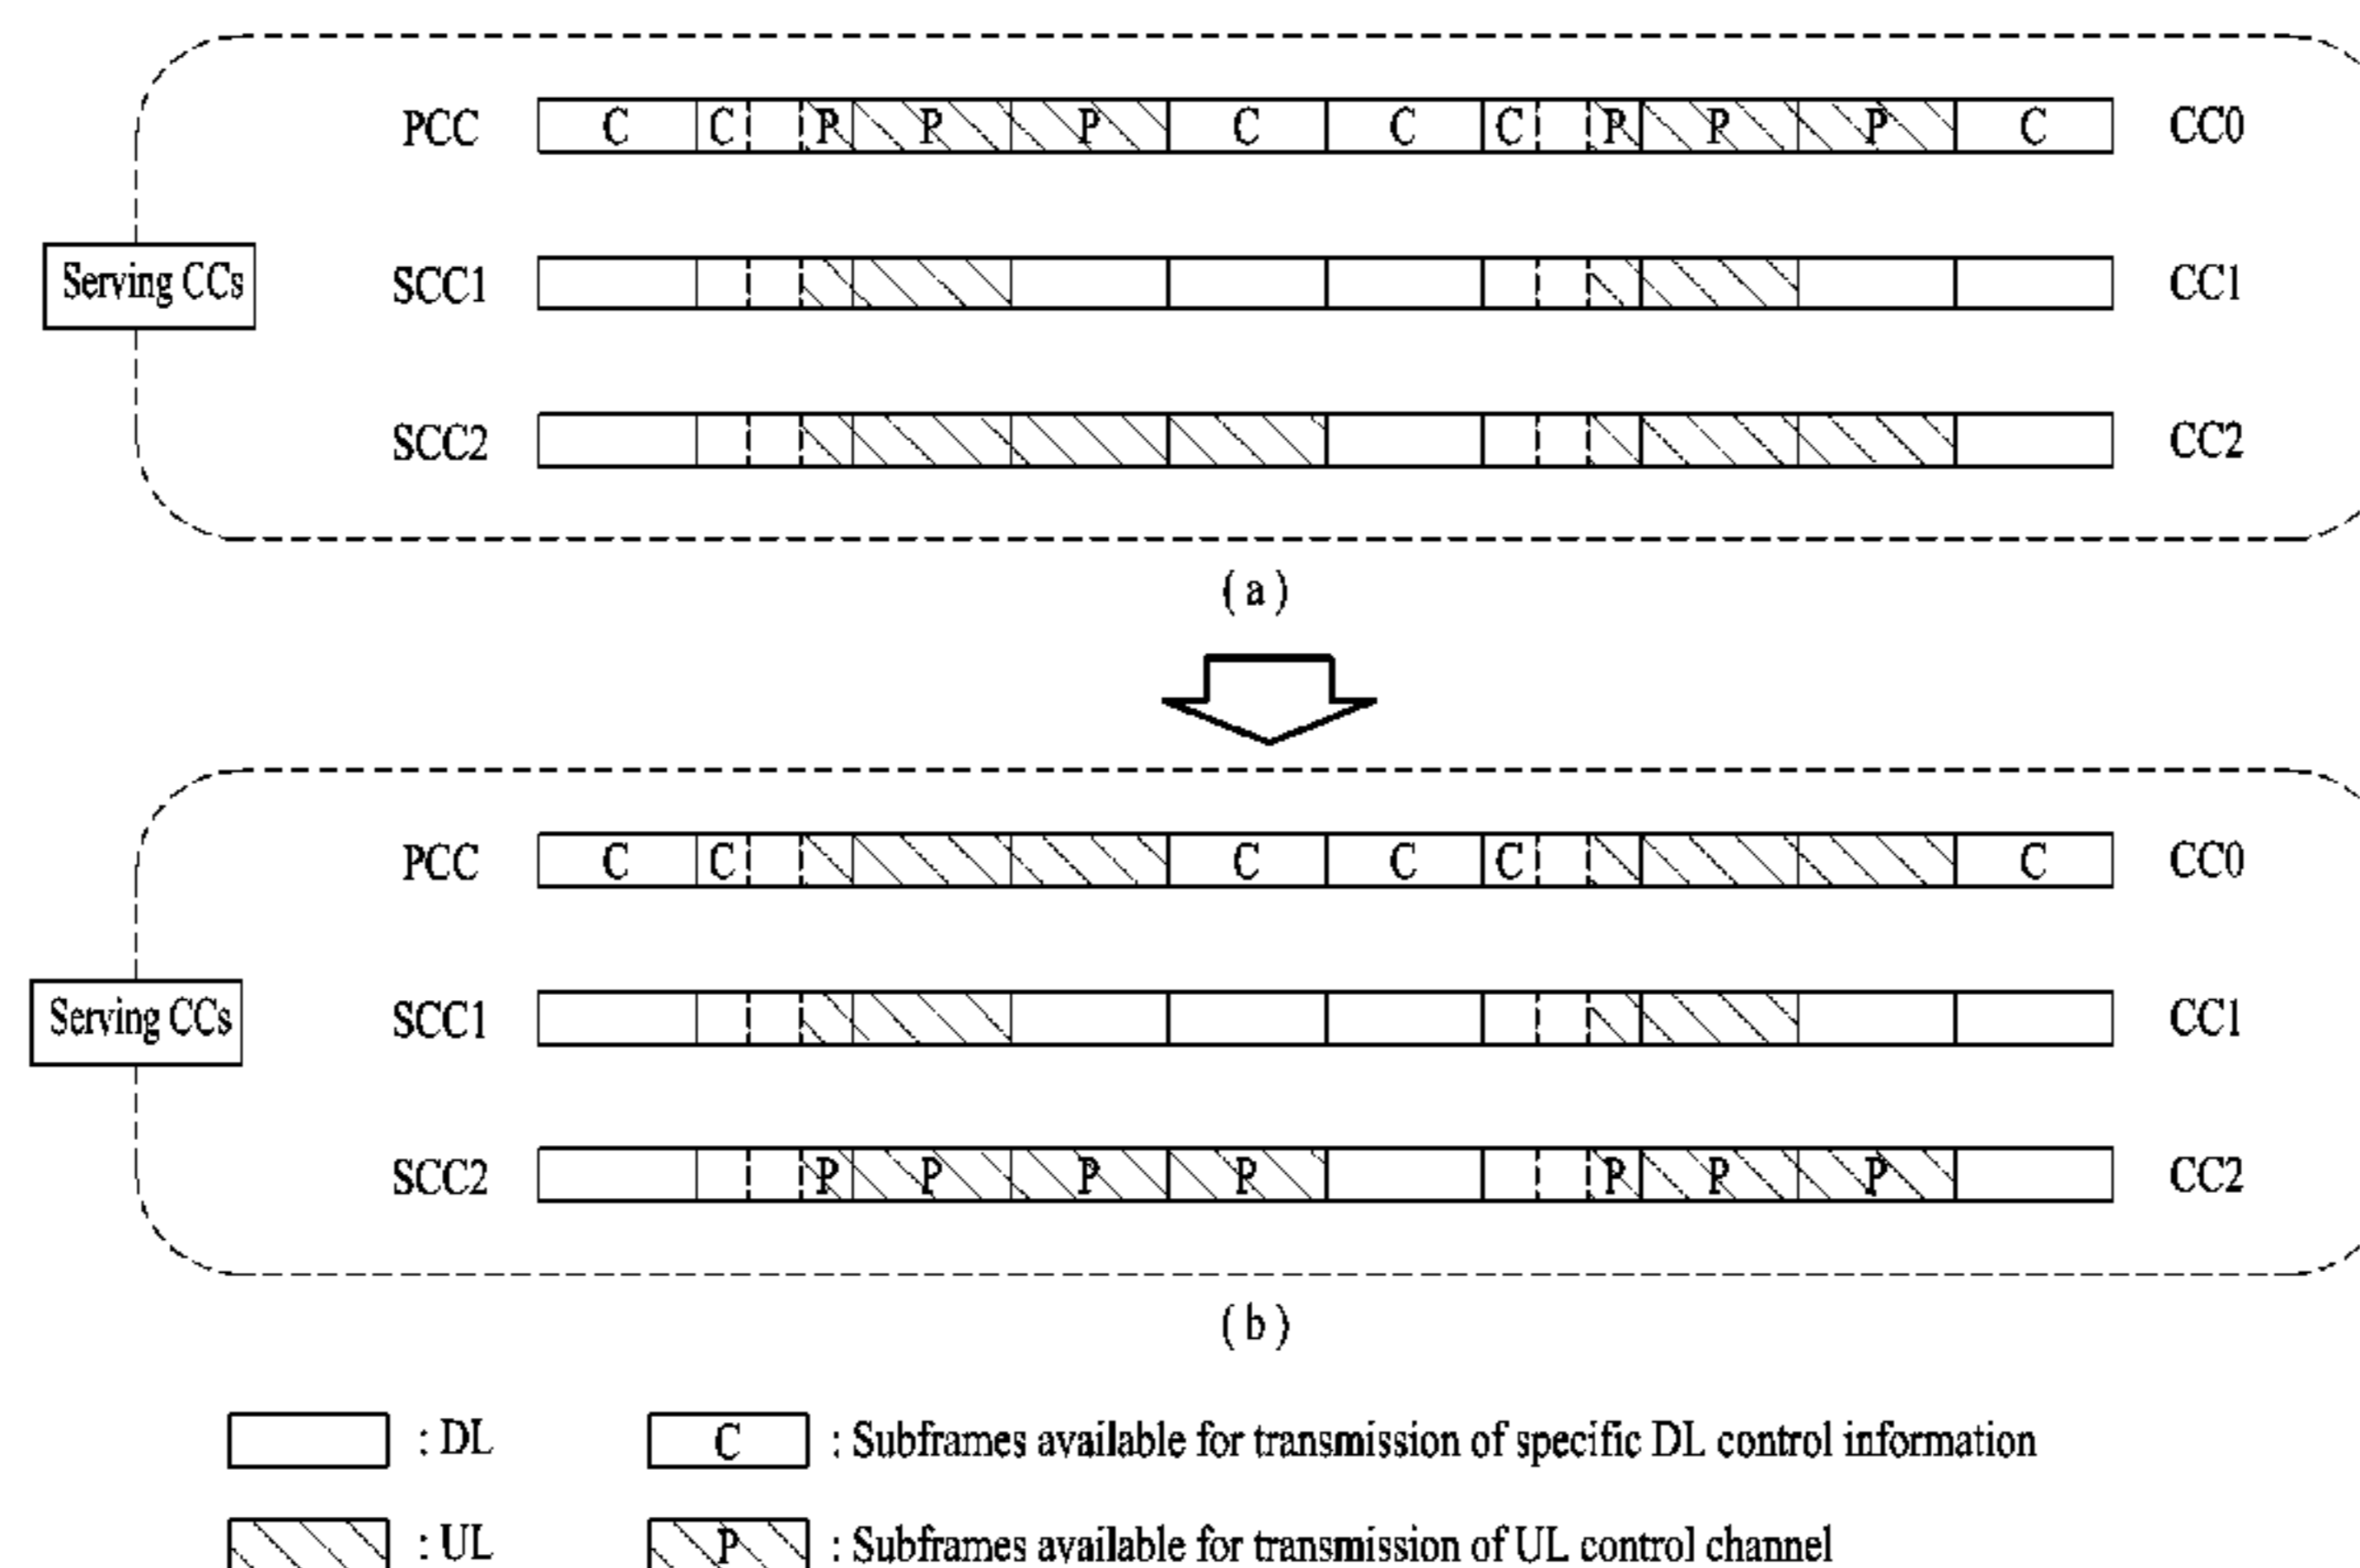 PCC C C P P P C C C P P P C CC0
Serving CCs
SCC1 CC1
SCC2 CC2
( a )
PCC C C C C C C CC0
Serving CCs
SCC1 CC1
SCC2 P P P P P P P CC2
( b )
: DL C : Subframes available for transmission of specific DL control information
: UL P : Subframes available for transmission of UL control channel